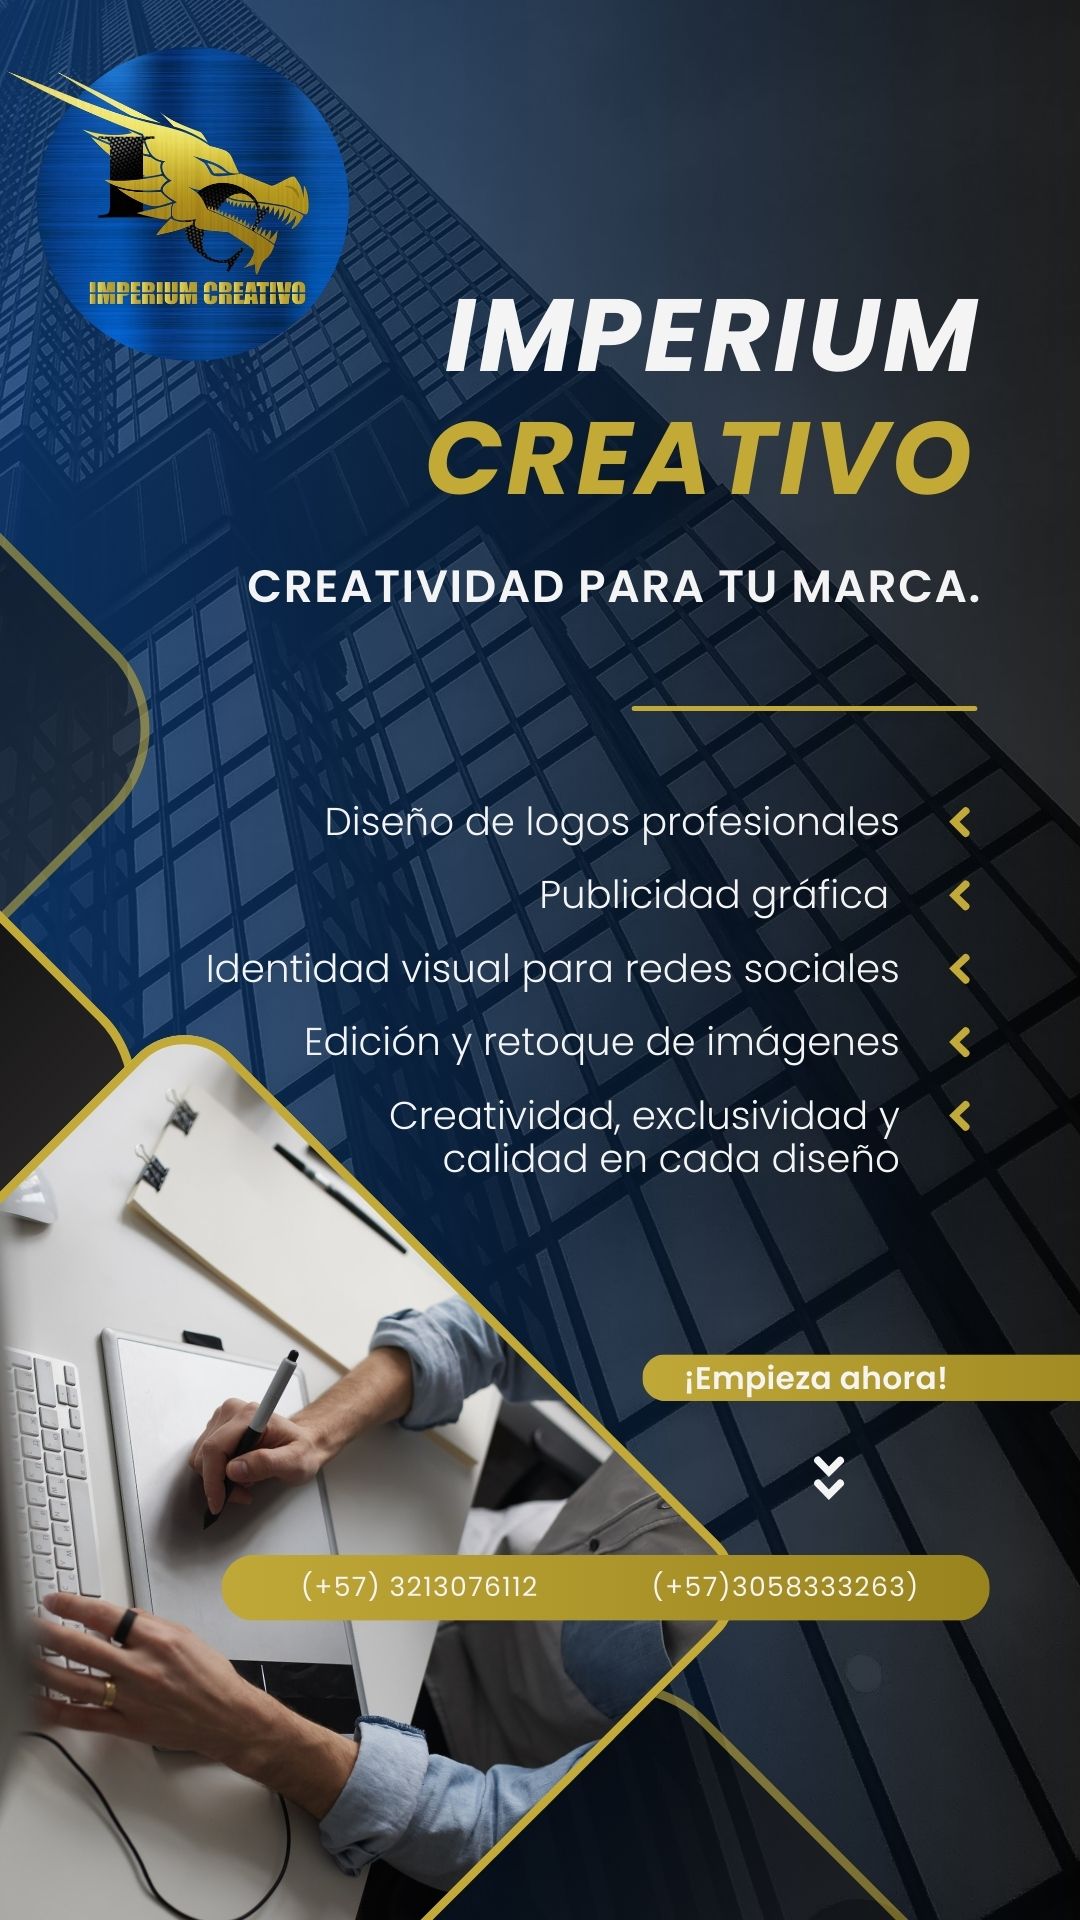 IC
IMPERIUM CREATIVO
IMPERIUM
CREATIVO
CREATIVIDAD PARA TU MARCA.
Diseño de logos profesionales
Publicidad gráfica
Identidad visual para redes sociales
Edición y retoque de imágenes
Creatividad, exclusividad y
calidad en cada diseño
¡Empieza ahora!
(+57) 3213076112 (+57)3058333263)